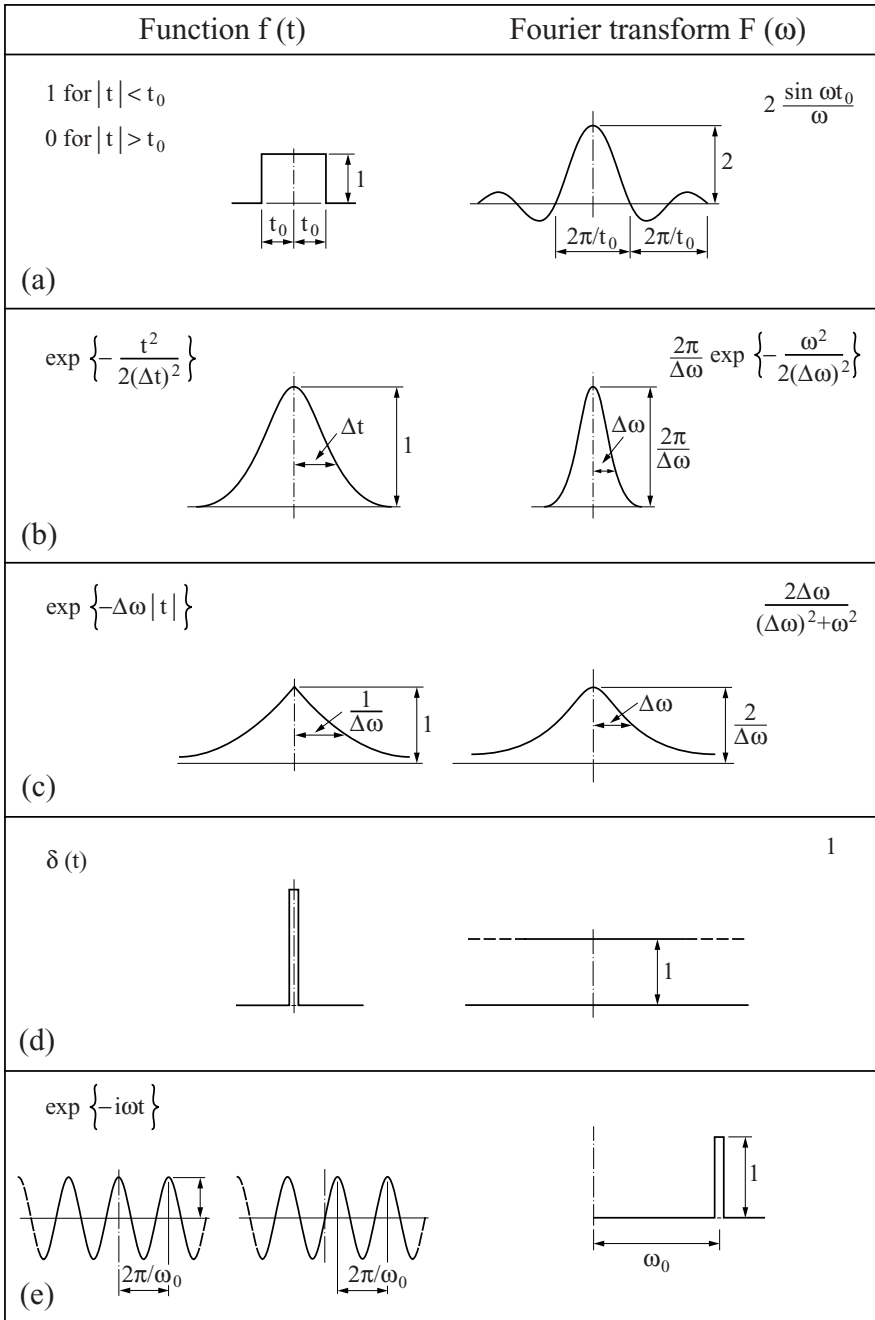 Function f (t)    Fourier transform F (ω)
1 for |t| < t₀
0 for |t| > t₀
2 sin ωt₀ / ω
1
t₀ t₀
2
2π/t₀ 2π/t₀
(a)
exp {− t² / 2(Δt)²}
2π/Δω exp {− ω² / 2(Δω)²}
Δt
1
Δω
2π/Δω
(b)
exp {−Δω|t|}
2Δω / (Δω)²+ω²
1/Δω
1
Δω
2/Δω
(c)
δ (t)
1
1
(d)
exp {−iωt}
2π/ω₀
2π/ω₀
1
ω₀
(e)